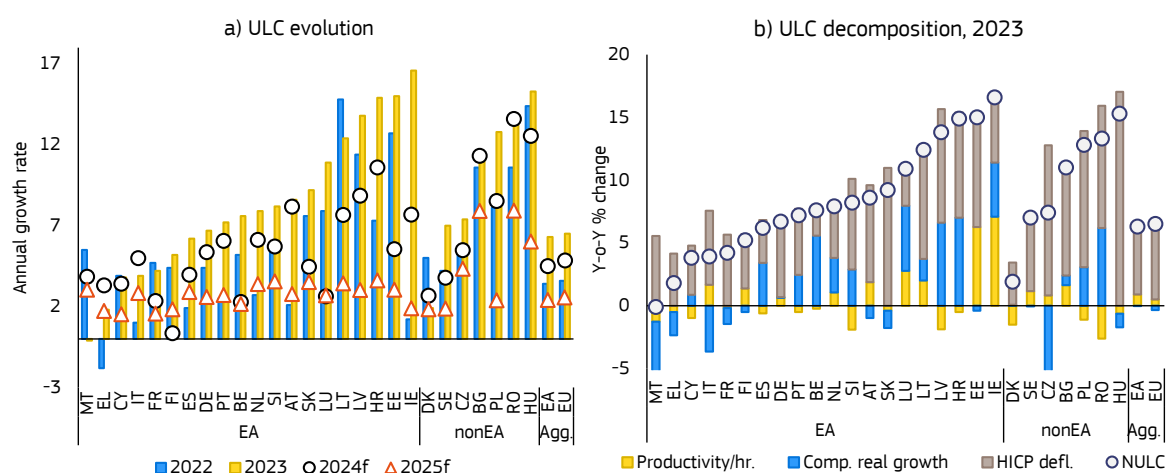 a) ULC evolution
Annual growth rate
17
12
7
2
-3
MT EL CY IT FR FI ES DE PT BE NL SI AT SK LU LT LV HR EE IE DK SE CZ BG PL RO HU EA EU
EA nonEA Agg.
2022 2023 2024f 2025f
b) ULC decomposition, 2023
Y-o-Y % change
20
15
10
5
0
-5
MT EL CY IT FR FI ES DE PT BE NL SI AT SK LU LT LV HR EE IE DK SE CZ BG PL RO HU EA EU
EA nonEA Agg.
Productivity/hr. Comp. real growth HICP defl. NULC